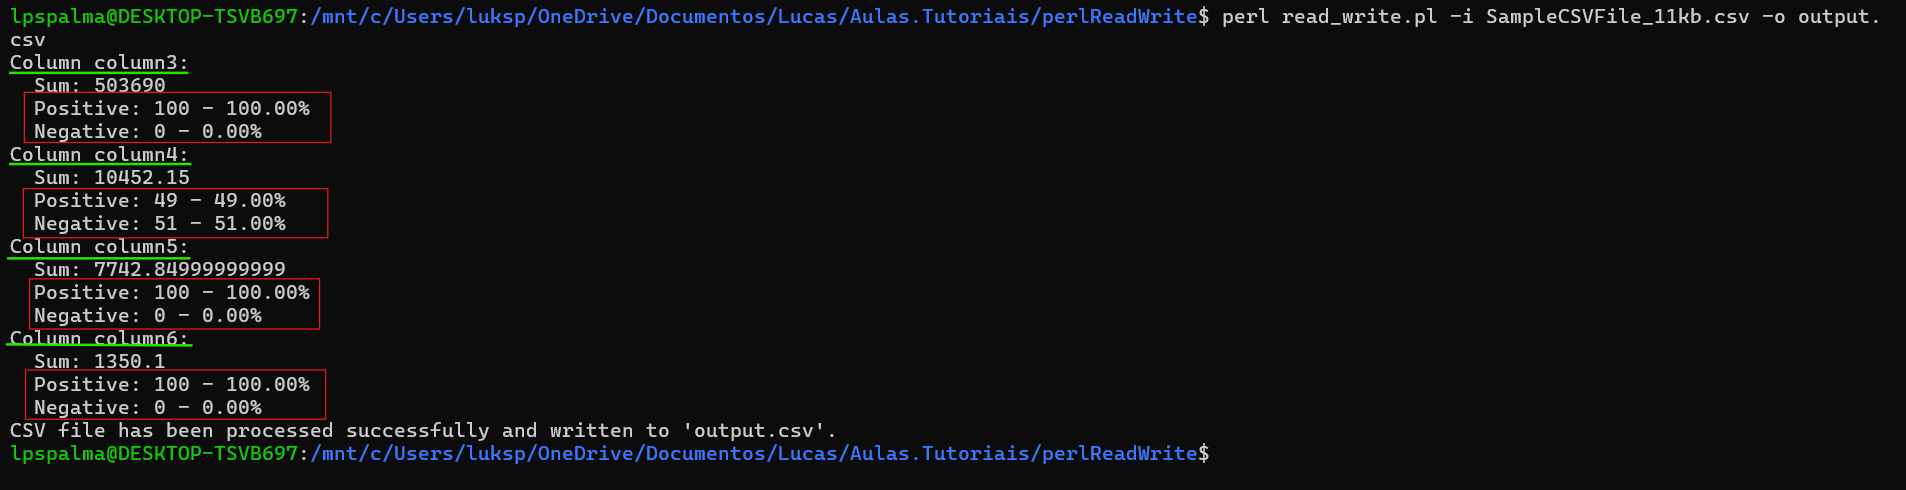 lpspalma@DESKTOP-TSVB697:/mnt/c/Users/luksp/OneDrive/Documentos/Lucas/Aulas.Tutoriais/perlReadWrite$ perl read_write.pl -i SampleCSVFile_11kb.csv -o output.
csv
Column column3:
  Sum: 503690
  Positive: 100 - 100.00%
  Negative: 0 - 0.00%
Column column4:
  Sum: 10452.15
  Positive: 49 - 49.00%
  Negative: 51 - 51.00%
Column column5:
  Sum: 7742.84999999999
  Positive: 100 - 100.00%
  Negative: 0 - 0.00%
Column column6:
  Sum: 1350.1
  Positive: 100 - 100.00%
  Negative: 0 - 0.00%
CSV file has been processed successfully and written to 'output.csv'.
lpspalma@DESKTOP-TSVB697:/mnt/c/Users/luksp/OneDrive/Documentos/Lucas/Aulas.Tutoriais/perlReadWrite$